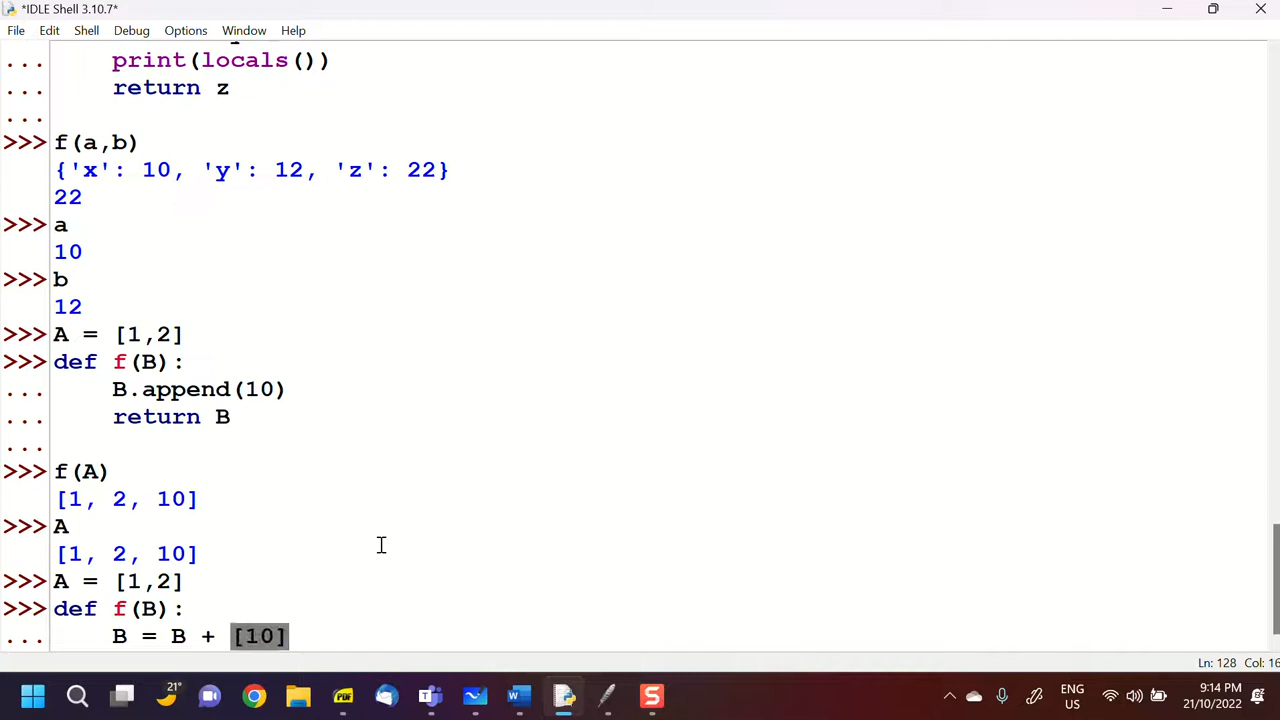 *IDLE Shell 3.10.7*
File Edit Shell Debug Options Window Help
... print(locals())
... return z
...
>>> f(a,b)
{'x': 10, 'y': 12, 'z': 22}
22
>>> a
10
>>> b
12
>>> A = [1,2]
>>> def f(B):
... B.append(10)
... return B
...
>>> f(A)
[1, 2, 10]
>>> A
[1, 2, 10]
>>> A = [1,2]
>>> def f(B):
... B = B + [10]
Ln: 128 Col: 16
21°
PDF
T
W
S
ENG
US
9:14 PM
21/10/2022